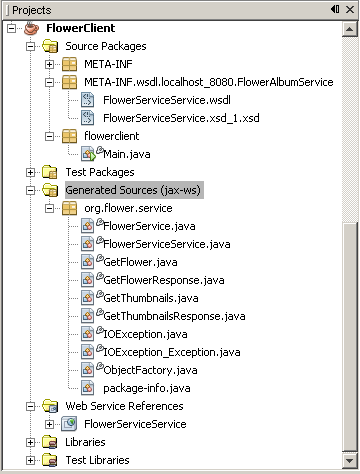 Projects
FlowerClient
Source Packages
META-INF
META-INF.wsdl.localhost_8080.FlowerAlbumService
FlowerServiceService.wsdl
FlowerServiceService.xsd_1.xsd
flowerclient
Main.java
Test Packages
Generated Sources (jax-ws)
org.flower.service
FlowerService.java
FlowerServiceService.java
GetFlower.java
GetFlowerResponse.java
GetThumbnails.java
GetThumbnailsResponse.java
IOException.java
IOException_Exception.java
ObjectFactory.java
package-info.java
Web Service References
FlowerServiceService
Libraries
Test Libraries